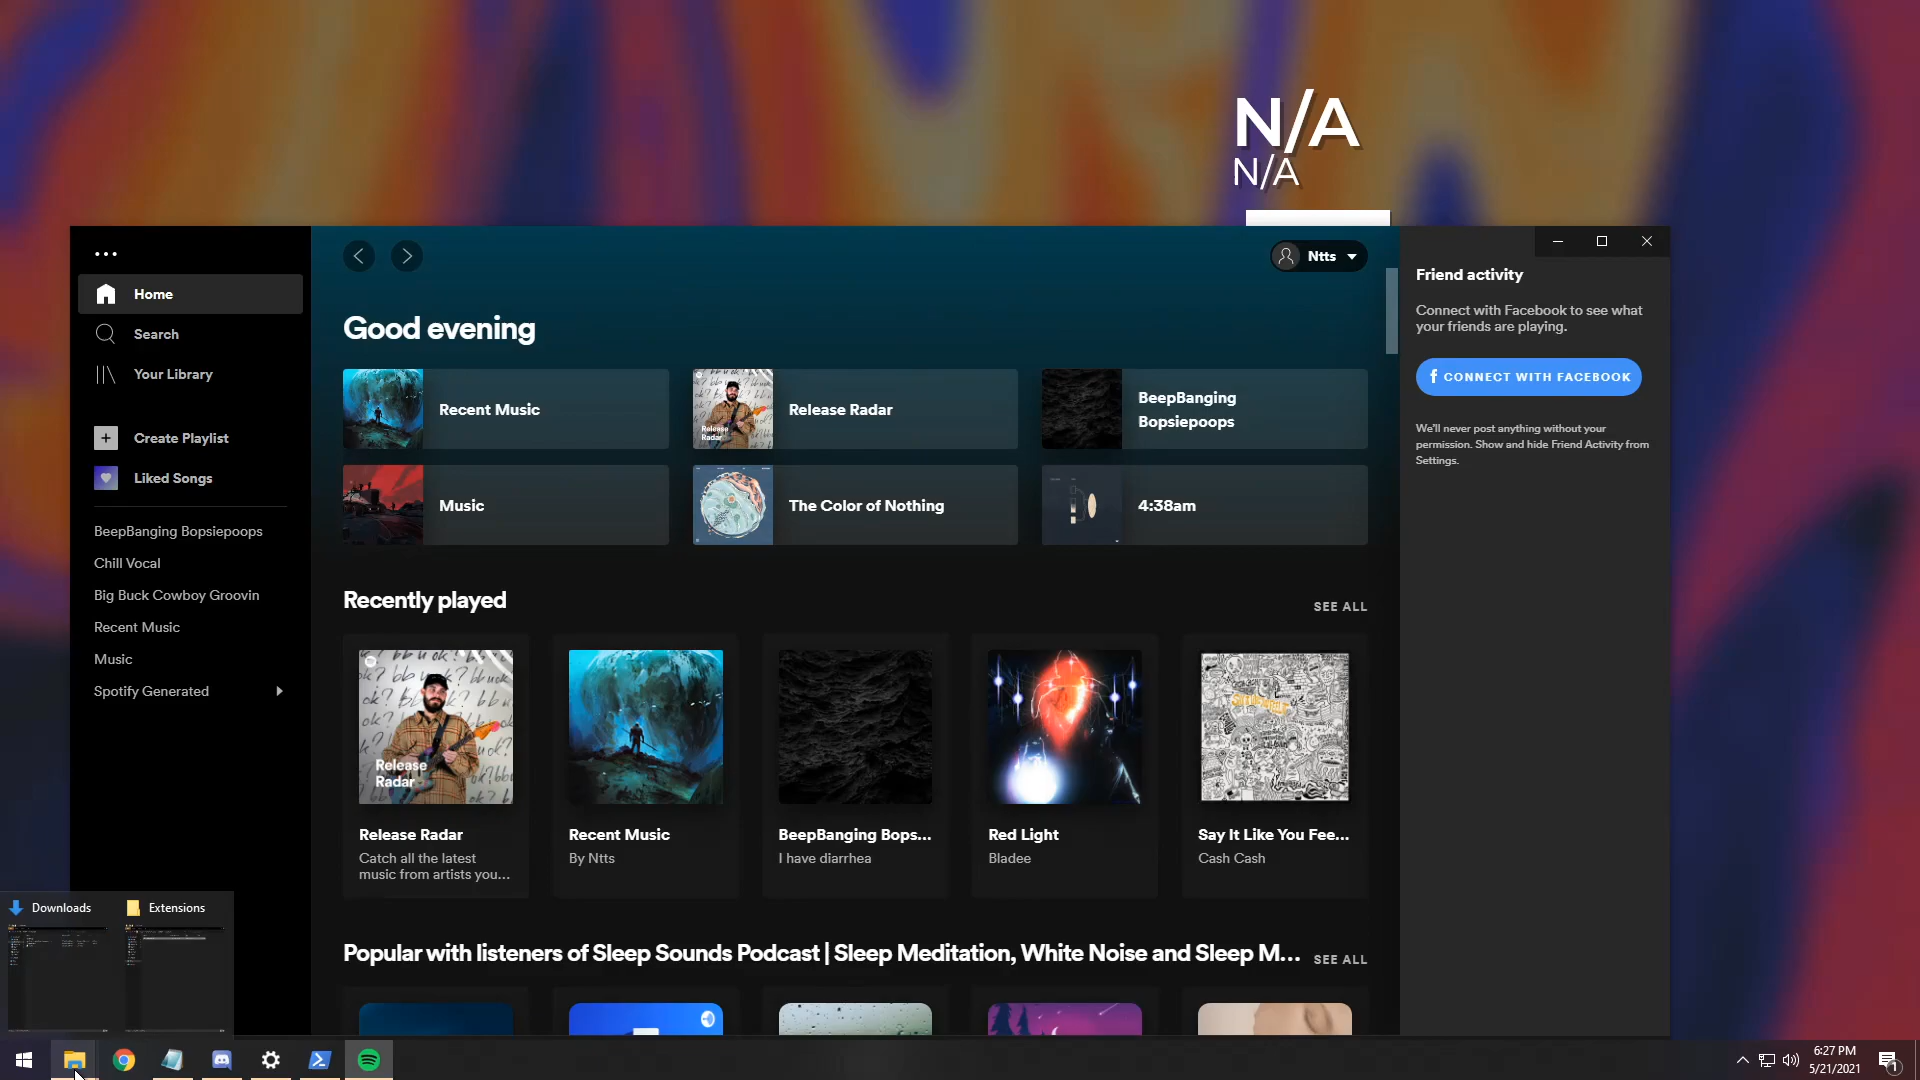 N/A
N/A
Ntts
Friend activity
Connect with Facebook to see what
your friends are playing.
CONNECT WITH FACEBOOK
We'll never post anything without your
permission. Show and hide Friend Activity from
Settings.
Home
Search
Your Library
Create Playlist
Liked Songs
BeepBanging Bopsiepoops
Chill Vocal
Big Buck Cowboy Groovin
Recent Music
Music
Spotify Generated
Good evening
Recent Music
Release
Radar
Release Radar
BeepBanging
Bopsiepoops
Music
The Color of Nothing
4:38am
Recently played
SEE ALL
Release
Radar
Release Radar
Catch all the latest
music from artists you...
Recent Music
By Ntts
BeepBanging Bops...
I have diarrhea
Red Light
Bladee
Say It Like You Fee...
Cash Cash
Popular with listeners of Sleep Sounds Podcast | Sleep Meditation, White Noise and Sleep M...
SEE ALL
Downloads
Extensions
6:27 PM
5/21/2021
1